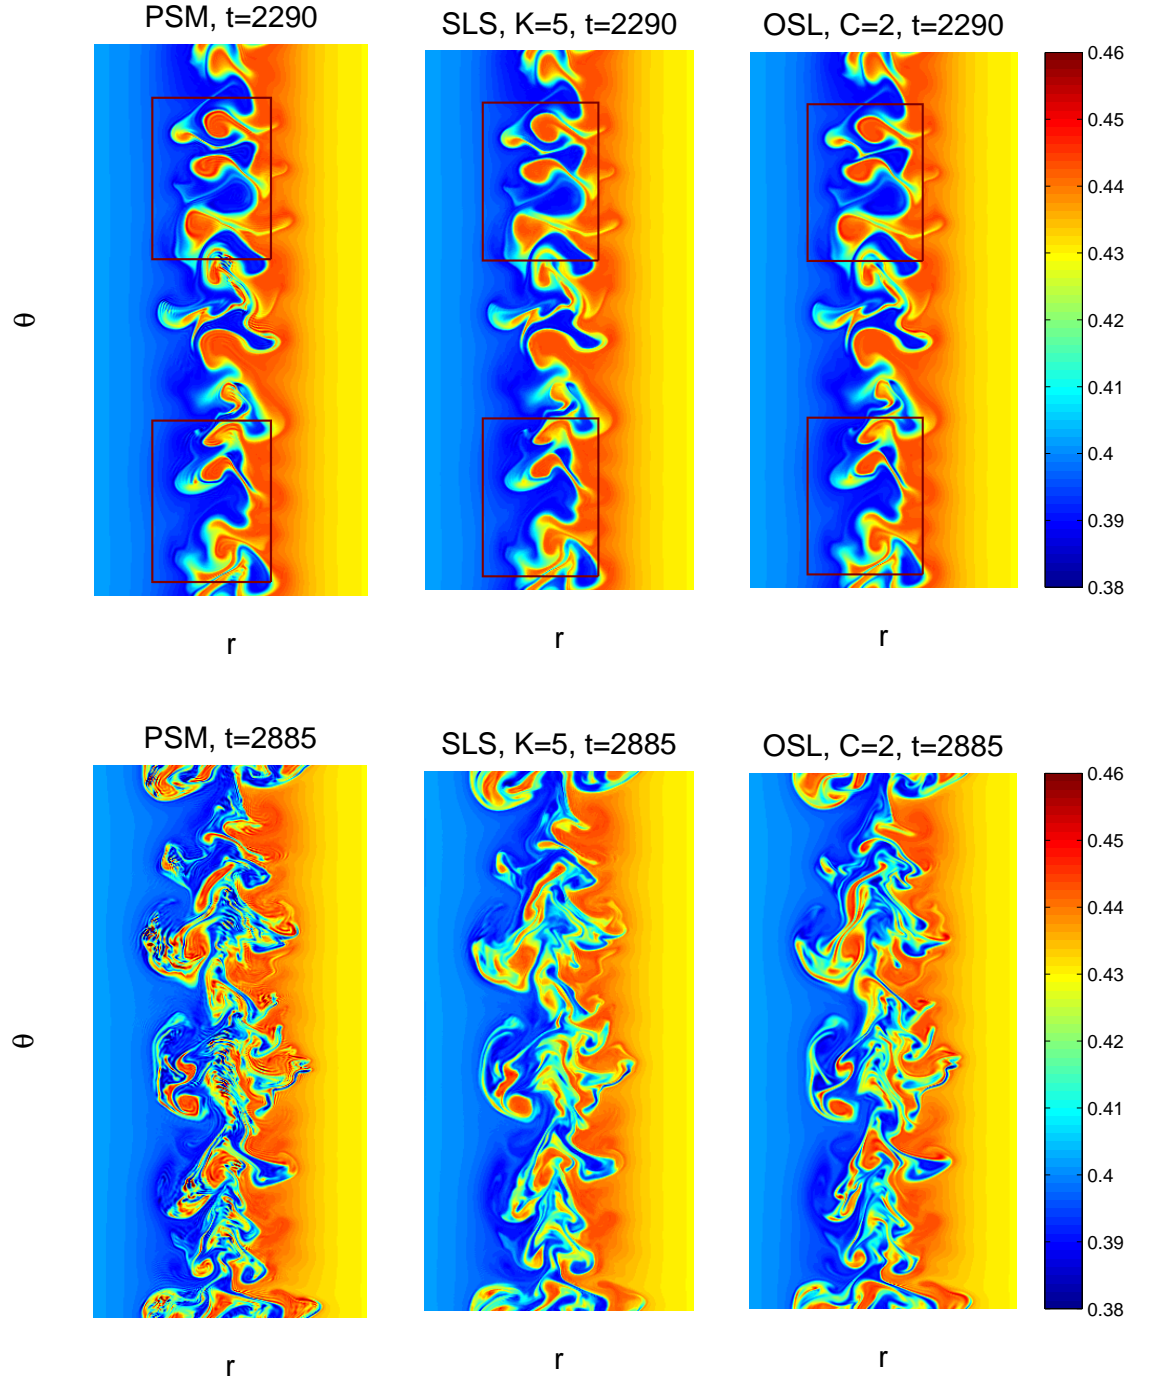 PSM, t=2290
SLS, K=5, t=2290
OSL, C=2, t=2290
0.46
0.45
0.44
0.43
0.42
0.41
0.4
0.39
0.38
θ
r
r
r
PSM, t=2885
SLS, K=5, t=2885
OSL, C=2, t=2885
0.46
0.45
0.44
0.43
0.42
0.41
0.4
0.39
0.38
θ
r
r
r